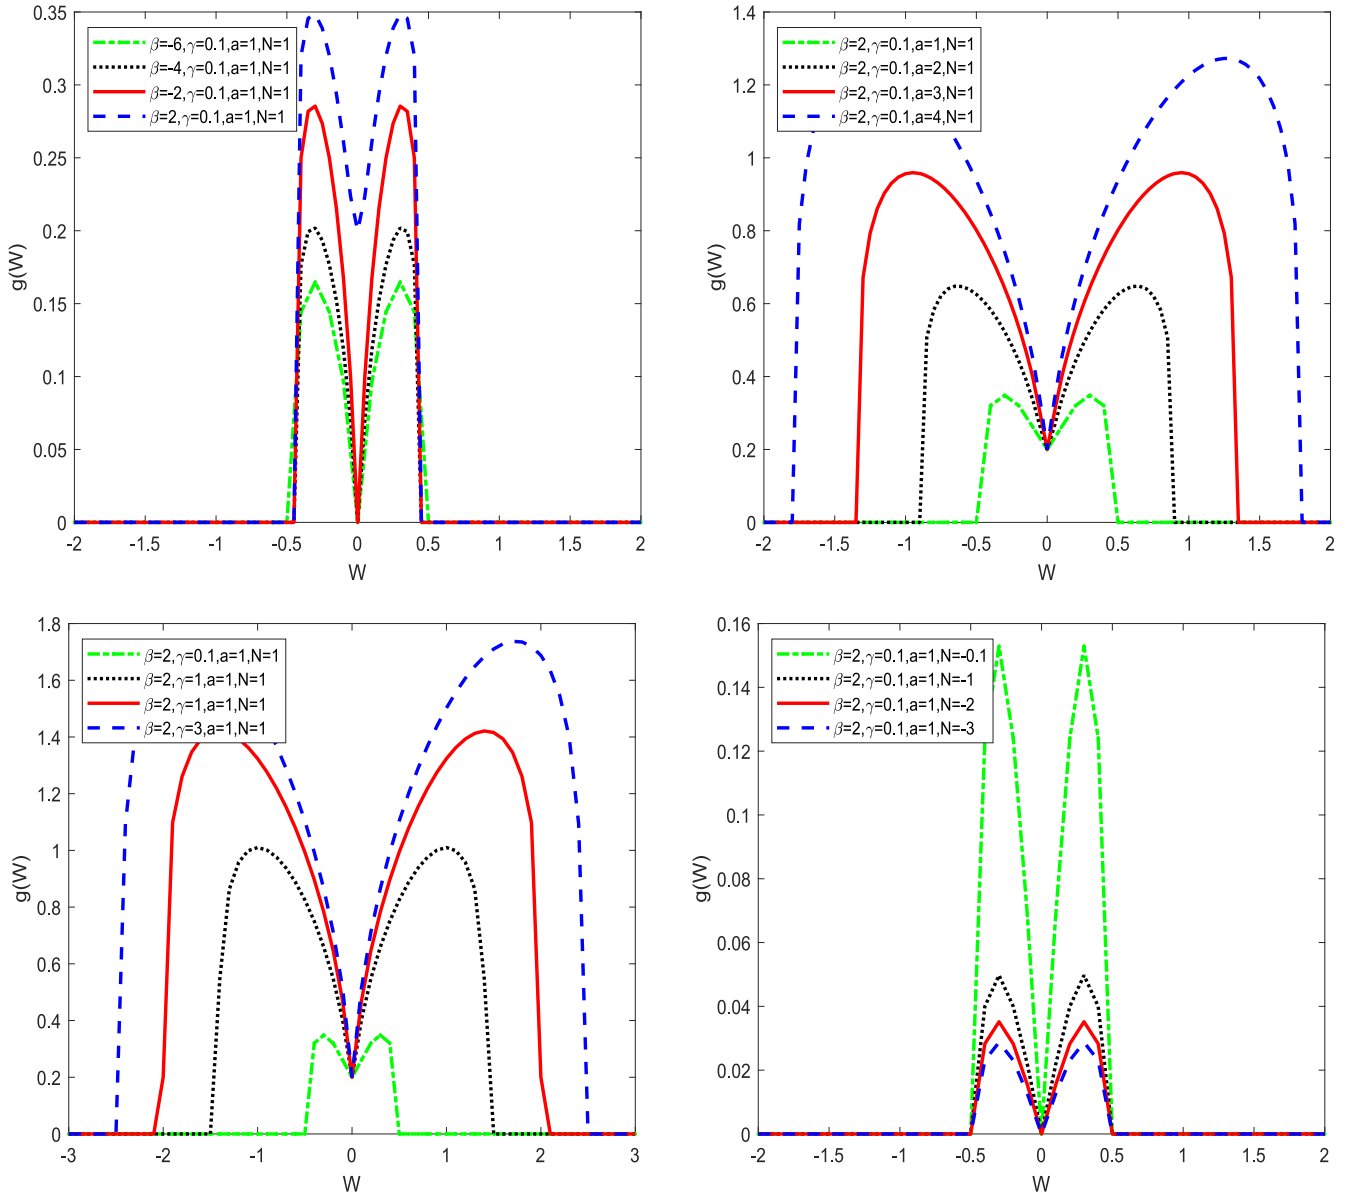 0.35
0.3
0.25
0.2
0.15
0.1
0.05
0
g(W)
β=-6,γ=0.1,a=1,N=1
β=-4,γ=0.1,a=1,N=1
β=-2,γ=0.1,a=1,N=1
β=2,γ=0.1,a=1,N=1
-2 -1.5 -1 -0.5 0 0.5 1 1.5 2
W
1.4
1.2
1
0.8
0.6
0.4
0.2
0
g(W)
β=2,γ=0.1,a=1,N=1
β=2,γ=0.1,a=2,N=1
β=2,γ=0.1,a=3,N=1
β=2,γ=0.1,a=4,N=1
-2 -1.5 -1 -0.5 0 0.5 1 1.5 2
W
1.8
1.6
1.4
1.2
1
0.8
0.6
0.4
0.2
0
g(W)
β=2,γ=0.1,a=1,N=1
β=2,γ=1,a=1,N=1
β=2,γ=1,a=1,N=1
β=2,γ=3,a=1,N=1
-3 -2 -1 0 1 2 3
W
0.16
0.14
0.12
0.1
0.08
0.06
0.04
0.02
0
g(W)
β=2,γ=0.1,a=1,N=-0.1
β=2,γ=0.1,a=1,N=-1
β=2,γ=0.1,a=1,N=-2
β=2,γ=0.1,a=1,N=-3
-2 -1.5 -1 -0.5 0 0.5 1 1.5 2
W